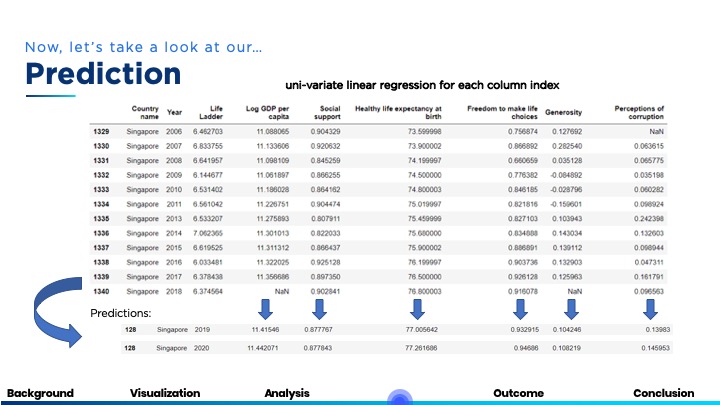 Now, let's take a look at our...
Prediction
uni-variate linear regression for each column index
Country name Year Life Ladder Log GDP per capita Social support Healthy life expectancy at birth Freedom to make life choices Generosity Perceptions of corruption
1329 Singapore 2006 6.462703 11.088065 0.904329 73.599998 0.756874 0.127692 NaN
1330 Singapore 2007 6.833755 11.133606 0.920632 73.900002 0.866892 0.282540 0.063615
1331 Singapore 2008 6.641957 11.098109 0.845259 74.199997 0.660659 0.035128 0.065775
1332 Singapore 2009 6.144677 11.061897 0.866255 74.500000 0.776382 -0.084892 0.035198
1333 Singapore 2010 6.531402 11.186028 0.864162 74.800003 0.846185 -0.028796 0.060282
1334 Singapore 2011 6.561042 11.226751 0.904474 75.019997 0.821816 -0.159601 0.098924
1335 Singapore 2013 6.533207 11.275893 0.807911 75.459999 0.827103 0.103943 0.242398
1336 Singapore 2014 7.062365 11.301013 0.822033 75.680000 0.834888 0.143034 0.132603
1337 Singapore 2015 6.619525 11.311312 0.866437 75.900002 0.886891 0.139112 0.098944
1338 Singapore 2016 6.033481 11.322025 0.925128 76.199997 0.903736 0.132903 0.047311
1339 Singapore 2017 6.378438 11.356686 0.897350 76.500000 0.926128 0.125963 0.161791
1340 Singapore 2018 6.374564 NaN 0.902841 76.800003 0.916078 NaN 0.096563
Predictions:
128 Singapore 2019 11.41546 0.877767 77.005642 0.932915 0.104246 0.13983
128 Singapore 2020 11.442071 0.877843 77.261686 0.94686 0.108219 0.145953
Background Visualization Analysis Outcome Conclusion